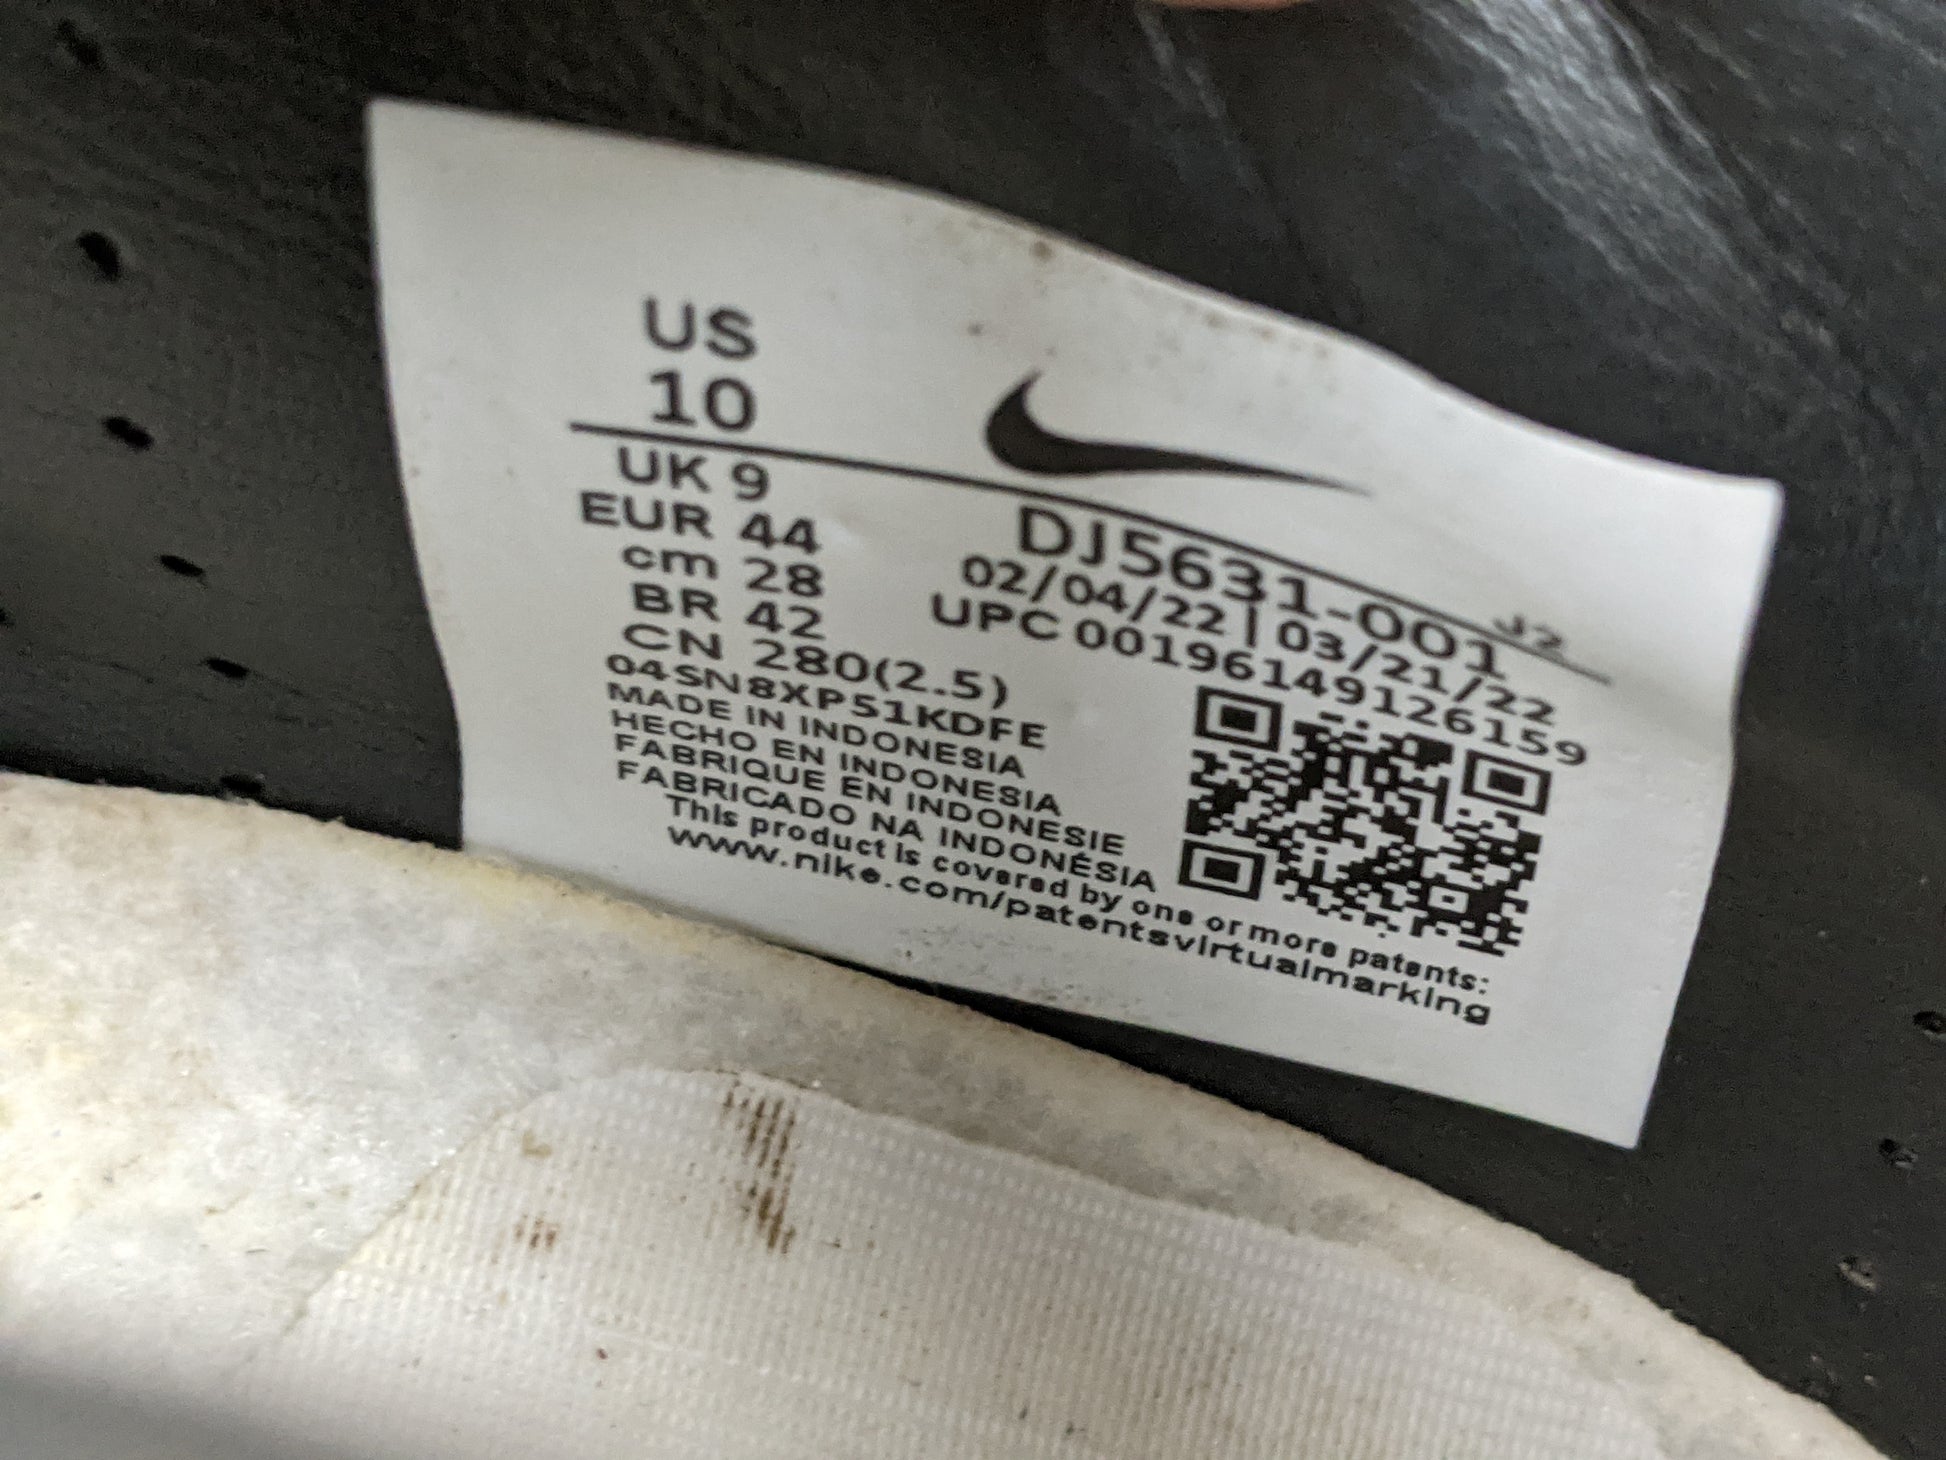 US
10
UK 9
EUR 44
cm 28
BR 42
CN 280(2.5)
04SN8XP51KDFE
MADE IN INDONESIA
HECHO EN INDONESIA
FABRIQUE EN INDONESIE
FABRICADO NA INDONÉSIA
This product is covered by one or more patents:
www.nike.com/patentsvirtualmarking
J2
DJ5631-001
02/04/22 | 03/21/22
UPC 00196149126159